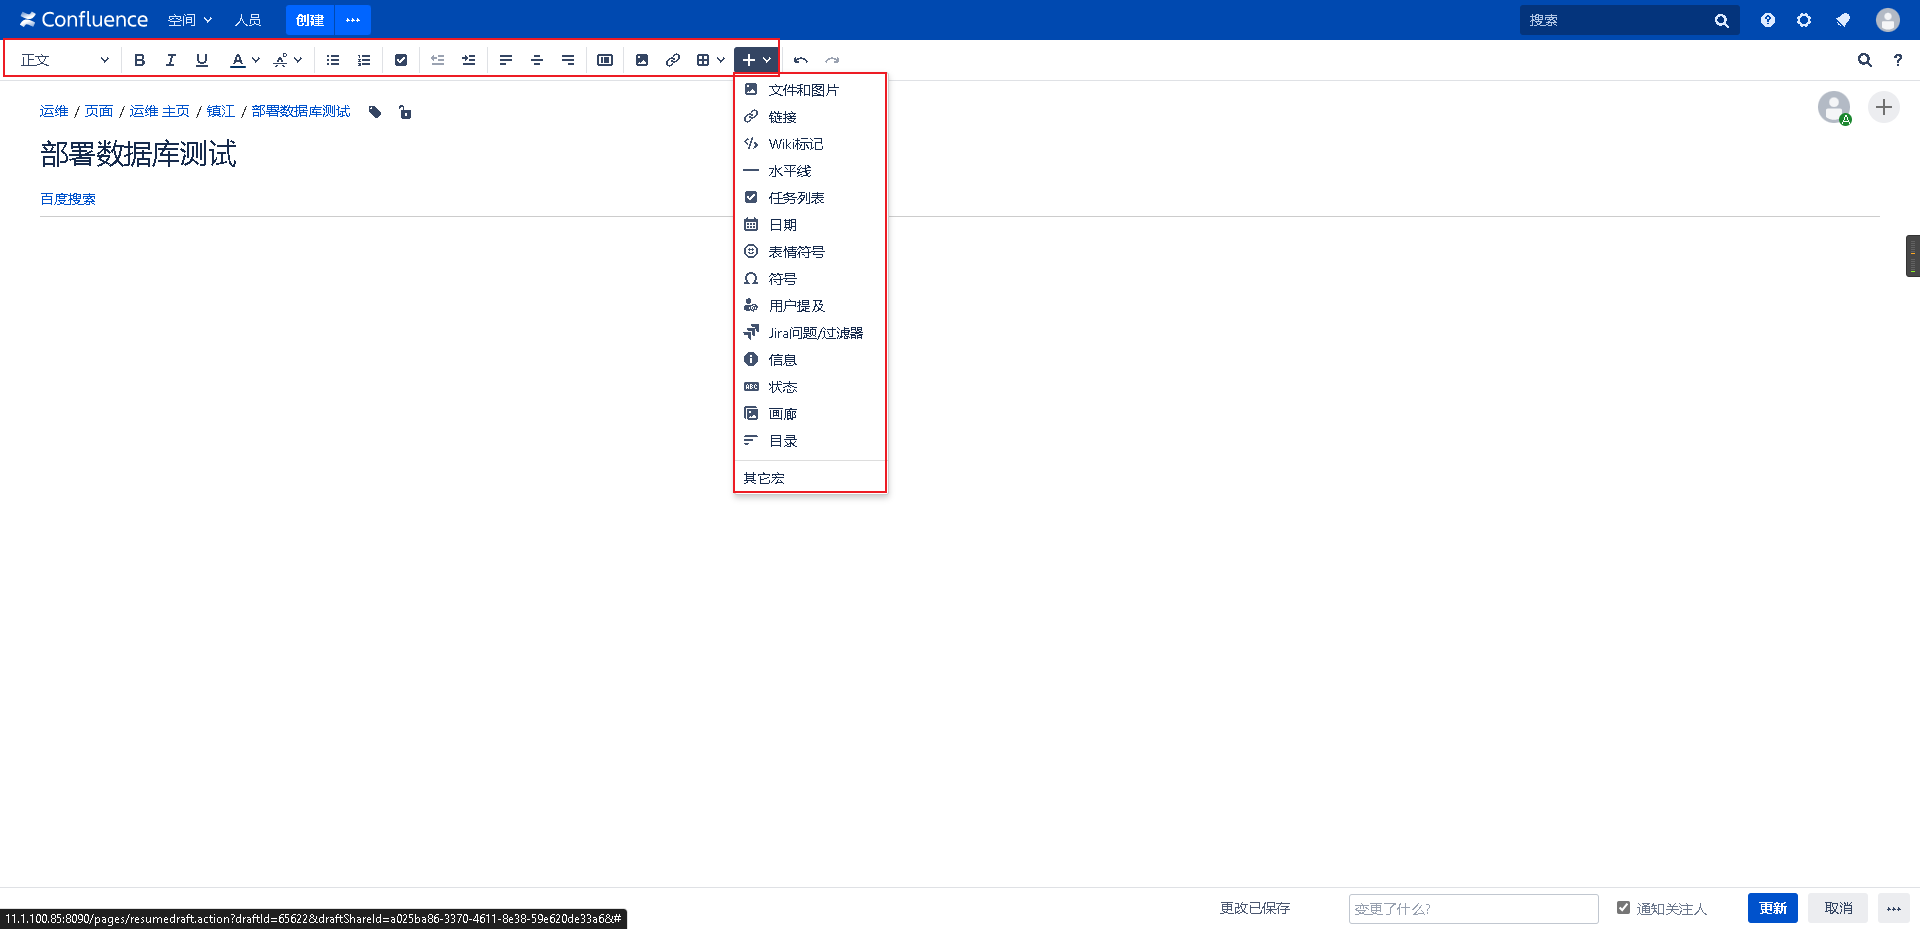 Confluence 空间 人员 创建 ··· 搜索
正文 B I U A
文件和图片
链接
Wiki标记
水平线
任务列表
日期
表情符号
符号
用户提及
Jira问题/过滤器
信息
ABC 状态
画廊
目录
其它宏
运维 / 页面 / 运维 主页 / 镇江 / 部署数据库测试
A
部署数据库测试
百度搜索
11.1.100.85:8090/pages/resumedraft.action?draftId=65622&draftShareId=a025ba86-3370-4611-8e38-59e620de33a6&#
更改已保存 变更了什么? 通知关注人 更新 取消 ···